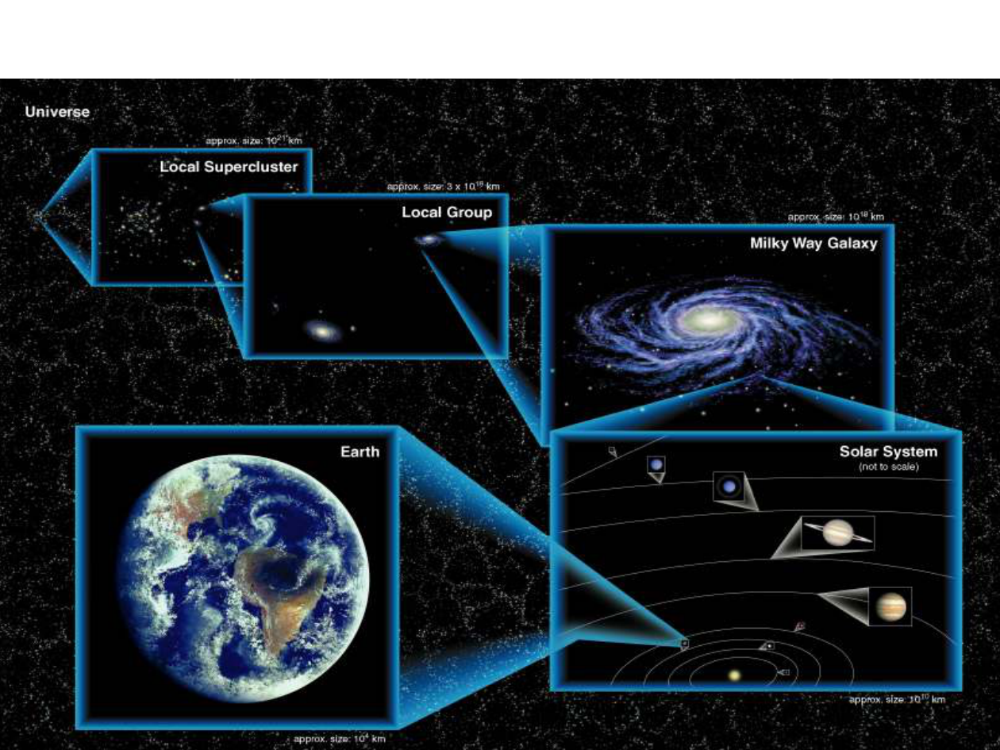 Universe
approx. size: 10²¹ km
Local Supercluster
approx. size: 3 x 10¹⁹ km
Local Group
approx. size: 10¹⁸ km
Milky Way Galaxy
Earth
Solar System
(not to scale)
approx. size: 10¹⁰ km
approx. size: 10⁴ km